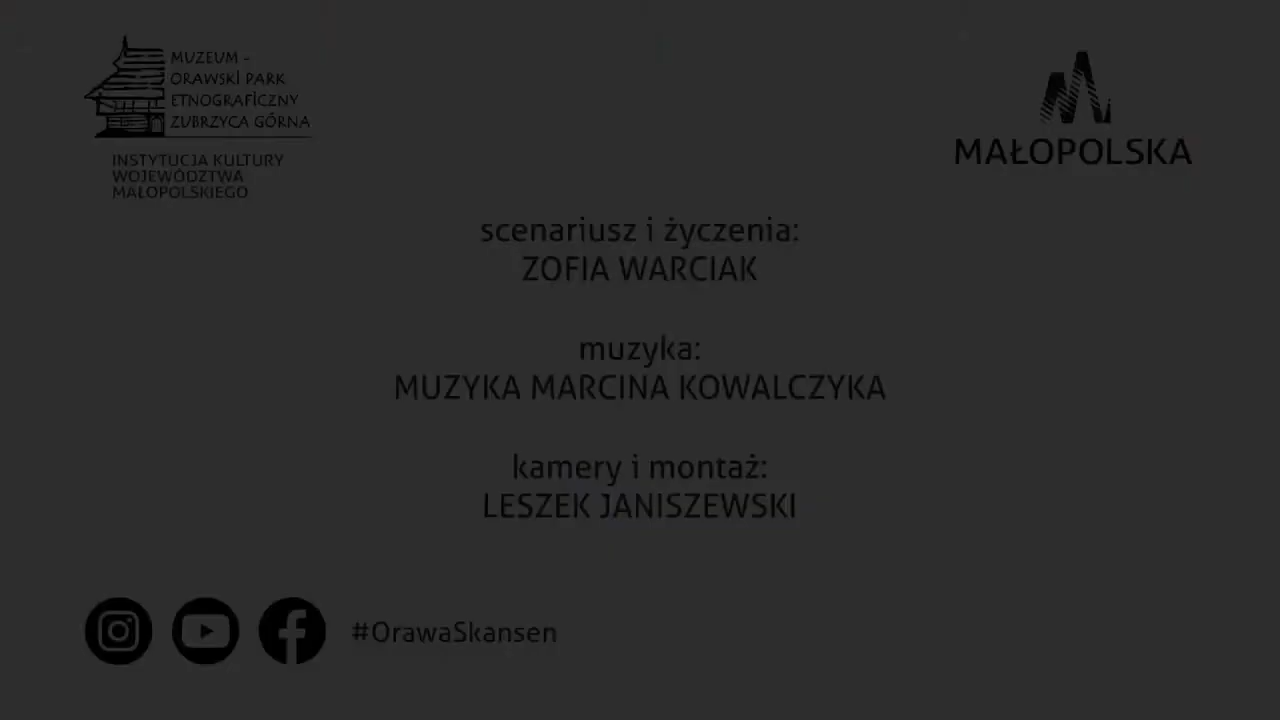 MUZEUM -
ORAWSKI PARK
ETNOGRAFICZNY
ZUBRZYCA GÓRNA
INSTYTUCJA KULTURY
WOJEWÓDZTWA
MAŁOPOLSKIEGO
MAŁOPOLSKA
scenariusz i życzenia:
ZOFIA WARCIAK
muzyka:
MUZYKA MARCINA KOWALCZYKA
kamery i montaż:
LESZEK JANISZEWSKI
#OrawaSkansen